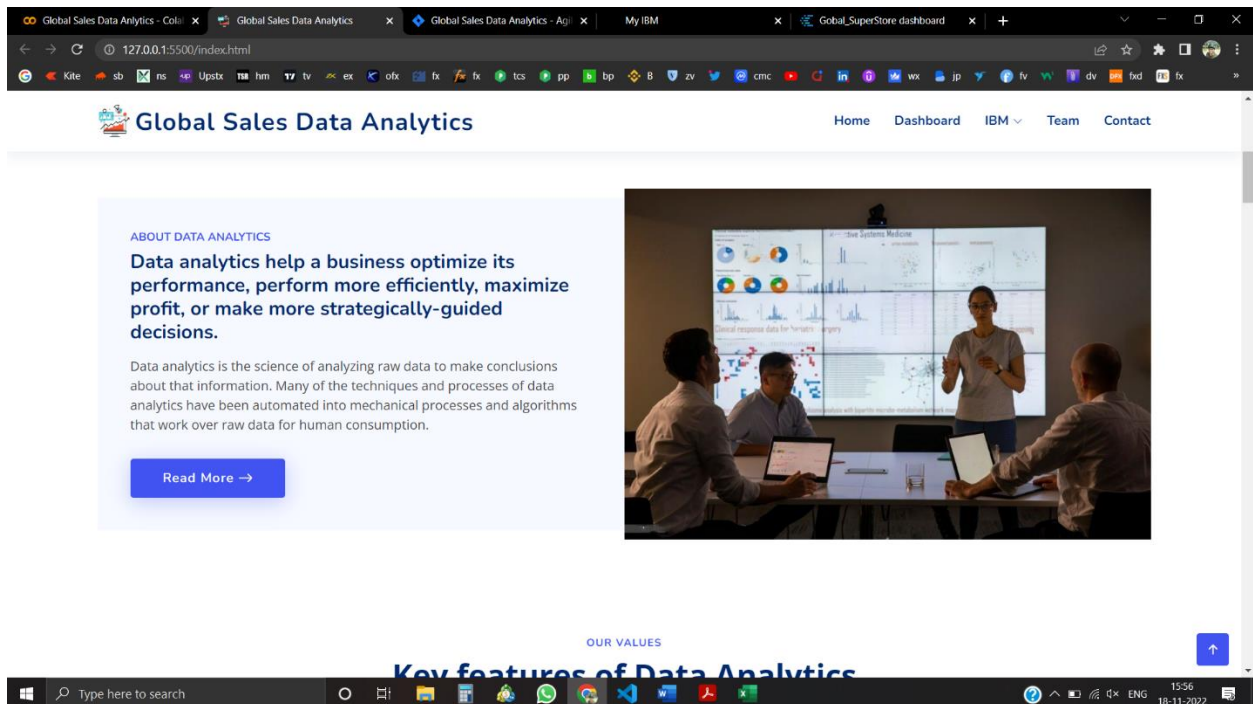 Global Sales Data Anlytics - Colab
Global Sales Data Analytics
Global Sales Data Analytics - Agil
My IBM
Gobal_SuperStore dashboard
127.0.0.1:5500/index.html
Kite sb ns Upstx hm tv ex ofx fx fx tcs pp bp B zv cmc in wx jp fv dv fxd fx
Global Sales Data Analytics
Home Dashboard IBM Team Contact
ABOUT DATA ANALYTICS
Data analytics help a business optimize its
performance, perform more efficiently, maximize
profit, or make more strategically-guided
decisions.
Data analytics is the science of analyzing raw data to make conclusions
about that information. Many of the techniques and processes of data
analytics have been automated into mechanical processes and algorithms
that work over raw data for human consumption.
Read More →
OUR VALUES
Key features of Data Analytics
Type here to search
ENG
15:56
18-11-2022